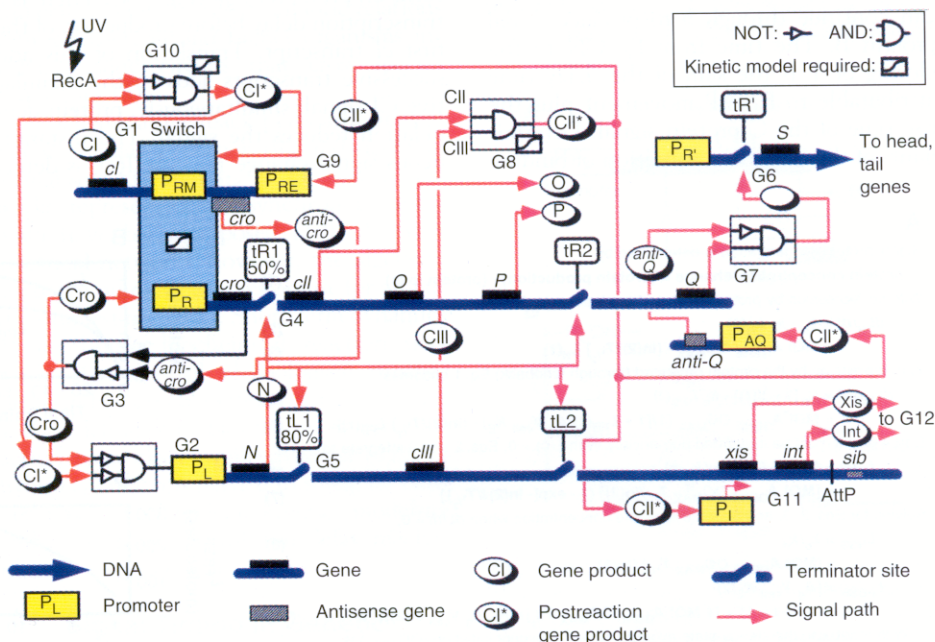 UV
RecA
G10
CI*
NOT:
AND:
Kinetic model required:
G1 Switch
CI
cI
PRM
PRE
G9
CII*
CII
CIII
G8
CII*
tR'
PR'
S
G6
To head,
tail
genes
cro
anti-
cro
O
P
tR1
50%
cro
cII
O
P
tR2
anti-
Q
Q
G7
Cro
PR
G4
CIII
anti-Q
PAQ
CII*
G3
anti-
cro
N
Cro
tL1
80%
tL2
Xis
to G12
Int
G2
N
G5
cIII
xis
int
sib
CI*
PL
CII*
PI
G11
AttP
DNA
Gene
CI
Gene product
Terminator site
PL
Promoter
Antisense gene
CI*
Postreaction
gene product
Signal path